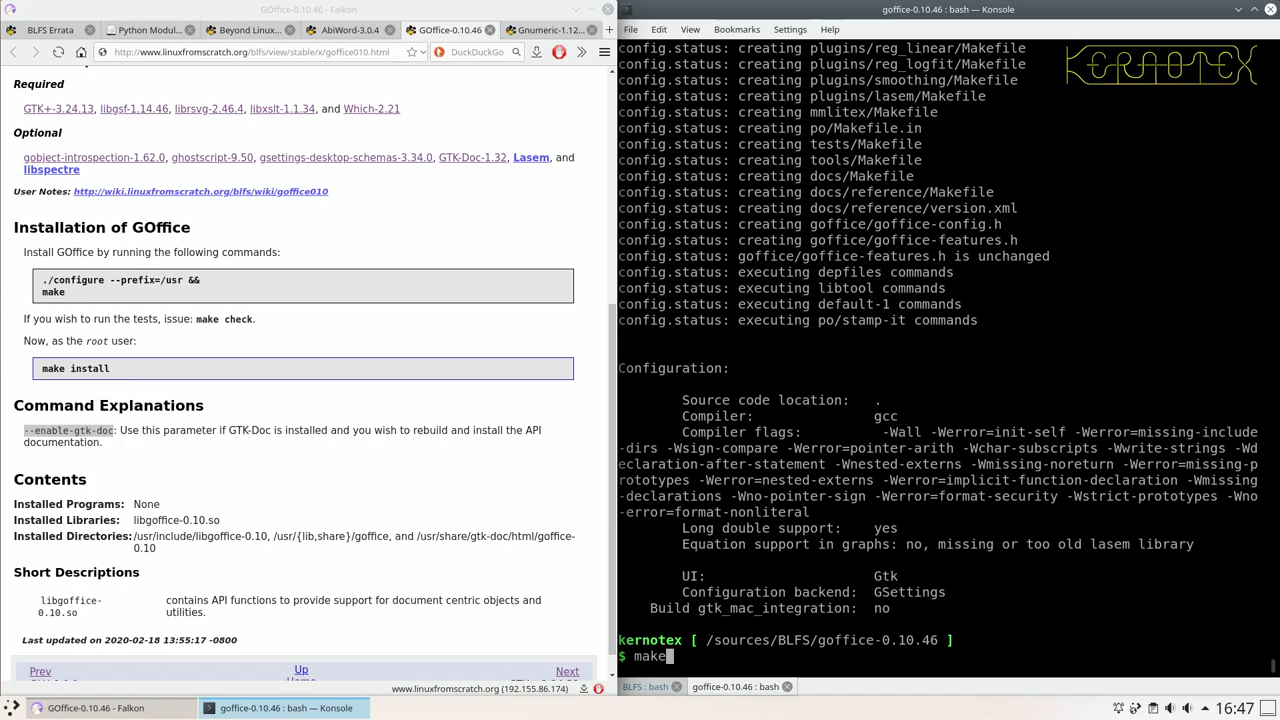 GOffice-0.10.46 - Falkon
BLFS Errata
Python Modul...
Beyond Linux...
AbiWord-3.0.4
GOffice-0.10.46
Gnumeric-1.12...
http://www.linuxfromscratch.org/blfs/view/stable/x/goffice010.html
DuckDuckGo
Required
GTK+-3.24.13, libgsf-1.14.46, librsvg-2.46.4, libxslt-1.1.34, and Which-2.21
Optional
gobject-introspection-1.62.0, ghostscript-9.50, gsettings-desktop-schemas-3.34.0, GTK-Doc-1.32, Lasem, and
libspectre
User Notes: http://wiki.linuxfromscratch.org/blfs/wiki/goffice010
Installation of GOffice
Install GOffice by running the following commands:
./configure --prefix=/usr &&
make
If you wish to run the tests, issue: make check.
Now, as the root user:
make install
Command Explanations
--enable-gtk-doc: Use this parameter if GTK-Doc is installed and you wish to rebuild and install the API
documentation.
Contents
Installed Programs: None
Installed Libraries: libgoffice-0.10.so
Installed Directories: /usr/include/libgoffice-0.10, /usr/{lib,share}/goffice, and /usr/share/gtk-doc/html/goffice-
0.10
Short Descriptions
libgoffice-
0.10.so
contains API functions to provide support for document centric objects and
utilities.
Last updated on 2020-02-18 13:55:17 -0800
Prev
Up
Next
www.linuxfromscratch.org (192.155.86.174)
goffice-0.10.46 : bash — Konsole
File Edit View Bookmarks Settings Help
KERNOTEX
config.status: creating plugins/reg_linear/Makefile
config.status: creating plugins/reg_logfit/Makefile
config.status: creating plugins/smoothing/Makefile
config.status: creating plugins/lasem/Makefile
config.status: creating mmlitex/Makefile
config.status: creating po/Makefile.in
config.status: creating tests/Makefile
config.status: creating tools/Makefile
config.status: creating docs/Makefile
config.status: creating docs/reference/Makefile
config.status: creating docs/reference/version.xml
config.status: creating goffice/goffice-config.h
config.status: creating goffice/goffice-features.h
config.status: goffice/goffice-features.h is unchanged
config.status: executing depfiles commands
config.status: executing libtool commands
config.status: executing default-1 commands
config.status: executing po/stamp-it commands
Configuration:
Source code location: .
Compiler: gcc
Compiler flags: -Wall -Werror=init-self -Werror=missing-include
-dirs -Wsign-compare -Werror=pointer-arith -Wchar-subscripts -Wwrite-strings -Wd
eclaration-after-statement -Wnested-externs -Wmissing-noreturn -Werror=missing-p
rototypes -Werror=nested-externs -Werror=implicit-function-declaration -Wmissing
-declarations -Wno-pointer-sign -Werror=format-security -Wstrict-prototypes -Wno
-error=format-nonliteral
Long double support: yes
Equation support in graphs: no, missing or too old lasem library
UI: Gtk
Configuration backend: GSettings
Build gtk_mac_integration: no
kernotex [ /sources/BLFS/goffice-0.10.46 ]
$ make
BLFS : bash
goffice-0.10.46 : bash
GOffice-0.10.46 - Falkon
goffice-0.10.46 : bash — Konsole
16:47